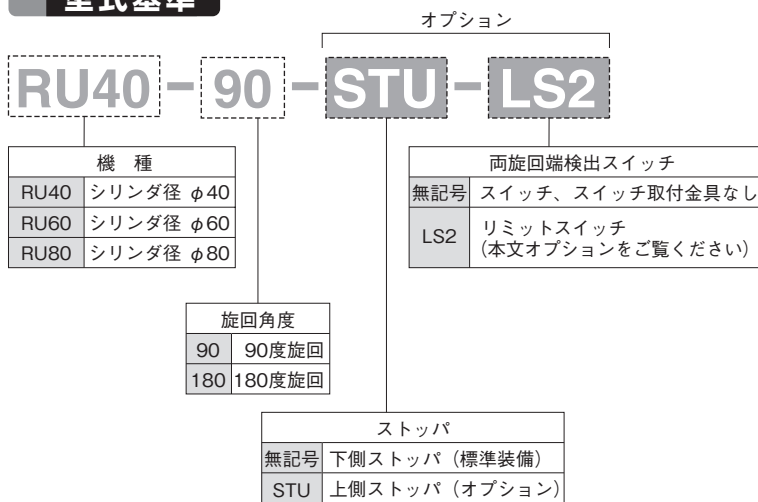 型式基準
オプション
RU40-90-STU-LS2
機　種
RU40 シリンダ径 φ40
RU60 シリンダ径 φ60
RU80 シリンダ径 φ80
両旋回端検出スイッチ
無記号 スイッチ、スイッチ取付金具なし
LS2 リミットスイッチ
（本文オプションをご覧ください）
旋回角度
90 90度旋回
180 180度旋回
ストッパ
無記号 下側ストッパ（標準装備）
STU 上側ストッパ（オプション）